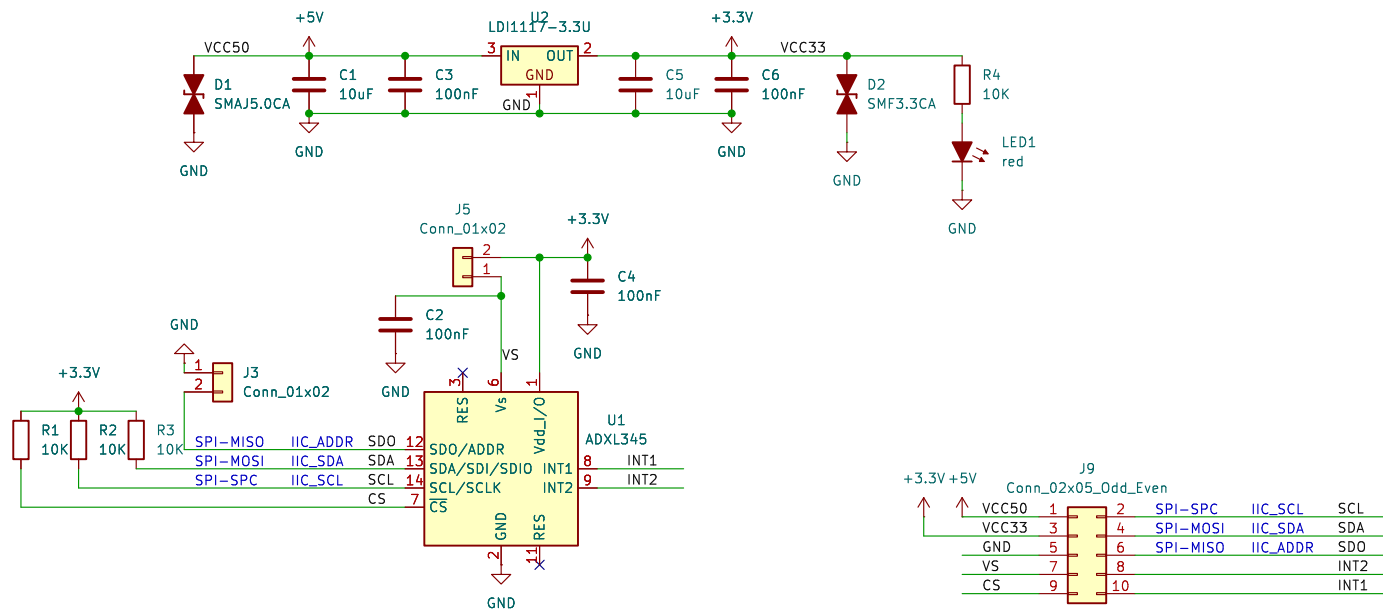 +5V
U2
LDI1117-3.3U
+3.3V
VCC50
3 IN OUT 2
VCC33
GND
1
GND
D1
SMAJ5.0CA
C1
10uF
C3
100nF
C5
10uF
C6
100nF
D2
SMF3.3CA
R4
10K
GND
GND
GND
GND
LED1
red
GND
J5
Conn_01x02
+3.3V
2
1
C4
100nF
C2
100nF
GND
GND
VS
GND
1
2
J3
Conn_01x02
+3.3V
3
6
1
RES
Vs
Vdd_I/O
U1
ADXL345
R1
10K
R2
10K
R3
10K
SPI-MISO IIC_ADDR SDO 12 SDO/ADDR
SPI-MOSI IIC_SDA SDA 13 SDA/SDI/SDIO INT1 8 INT1
SPI-SPC IIC_SCL SCL 14 SCL/SCLK INT2 9 INT2
CS 7 CS
GND
RES
2
11
GND
J9
Conn_02x05_Odd_Even
+3.3V +5V
VCC50 1 2 SPI-SPC IIC_SCL SCL
VCC33 3 4 SPI-MOSI IIC_SDA SDA
GND 5 6 SPI-MISO IIC_ADDR SDO
VS 7 8 INT2
CS 9 10 INT1